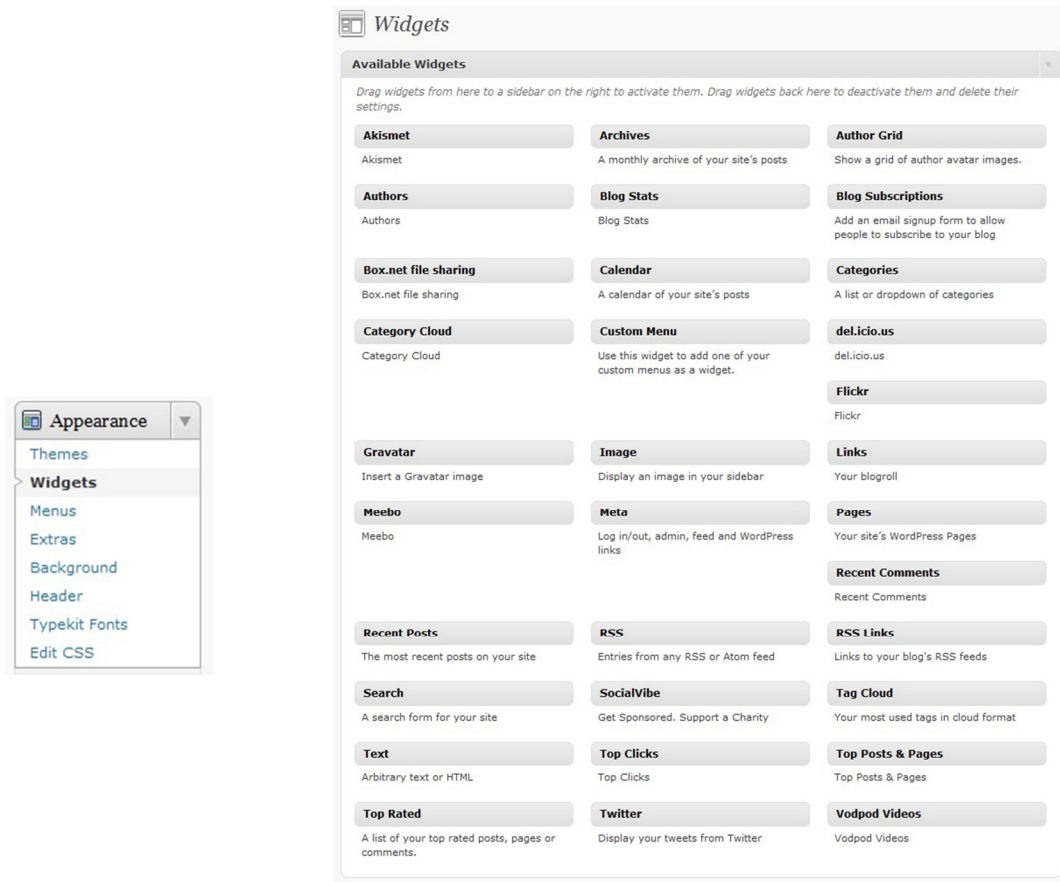 Appearance
Themes
Widgets
Menus
Extras
Background
Header
Typekit Fonts
Edit CSS
Widgets
Available Widgets
Drag widgets from here to a sidebar on the right to activate them. Drag widgets back here to deactivate them and delete their
settings.
Akismet
Akismet
Archives
A monthly archive of your site's posts
Author Grid
Show a grid of author avatar images.
Authors
Authors
Blog Stats
Blog Stats
Blog Subscriptions
Add an email signup form to allow
people to subscribe to your blog
Box.net file sharing
Box.net file sharing
Calendar
A calendar of your site's posts
Categories
A list or dropdown of categories
Category Cloud
Category Cloud
Custom Menu
Use this widget to add one of your
custom menus as a widget.
del.icio.us
del.icio.us
Flickr
Flickr
Gravatar
Insert a Gravatar image
Image
Display an image in your sidebar
Links
Your blogroll
Meebo
Meebo
Meta
Log in/out, admin, feed and WordPress
links
Pages
Your site's WordPress Pages
Recent Comments
Recent Comments
Recent Posts
The most recent posts on your site
RSS
Entries from any RSS or Atom feed
RSS Links
Links to your blog's RSS feeds
Search
A search form for your site
SocialVibe
Get Sponsored. Support a Charity
Tag Cloud
Your most used tags in cloud format
Text
Arbitrary text or HTML
Top Clicks
Top Clicks
Top Posts & Pages
Top Posts & Pages
Top Rated
A list of your top rated posts, pages or
comments.
Twitter
Display your tweets from Twitter
Vodpod Videos
Vodpod Videos